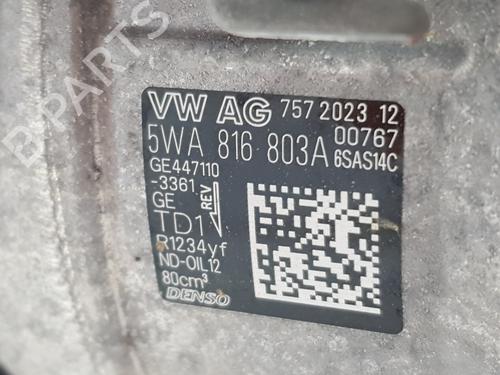 B-PARTS
VW AG 757 2023 12
00767
5WA 816 803A 6SAS14C
GE447110
-3361
GE
REV
TD1
R1234yf
ND-OIL12
80cm³
DENSO